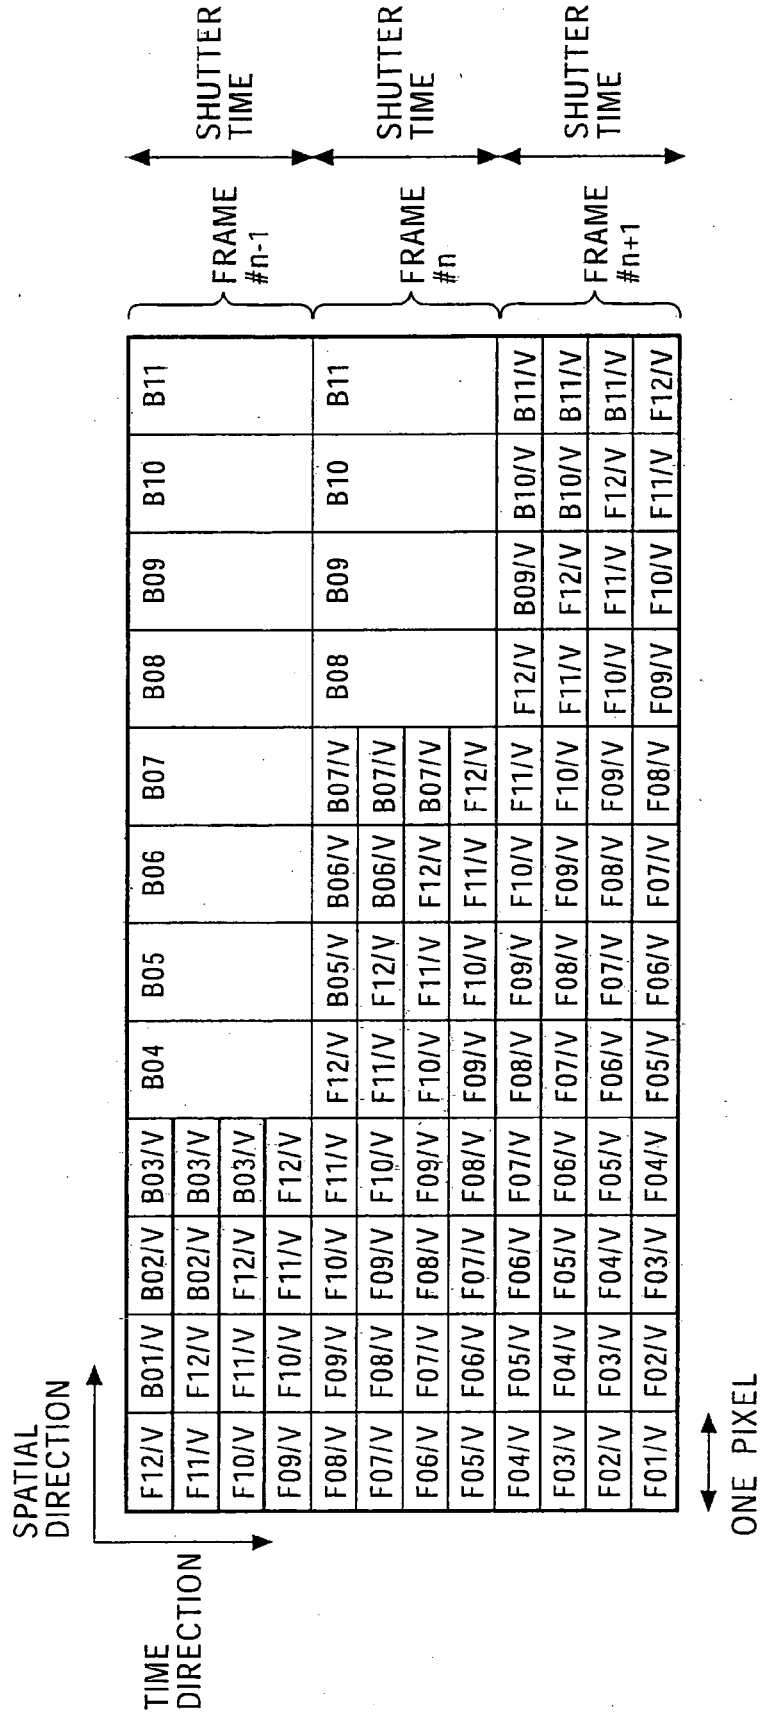 SPATIAL
DIRECTION
TIME
DIRECTION
F12/V B01/V B02/V B03/V B04 B05 B06 B07 B08 B09 B10 B11
F11/V F12/V B02/V B03/V
F10/V F11/V F12/V B03/V
F09/V F10/V F11/V F12/V
FRAME
#n-1
SHUTTER
TIME
F08/V F09/V F10/V F11/V F12/V B05/V B06/V B07/V B08 B09 B10 B11
F07/V F08/V F09/V F10/V F11/V F12/V B06/V B07/V
F06/V F07/V F08/V F09/V F10/V F11/V F12/V B07/V
F05/V F06/V F07/V F08/V F09/V F10/V F11/V F12/V
FRAME
#n
SHUTTER
TIME
F04/V F05/V F06/V F07/V F08/V F09/V F10/V F11/V F12/V B09/V B10/V B11/V
F03/V F04/V F05/V F06/V F07/V F08/V F09/V F10/V F11/V F12/V B10/V B11/V
F02/V F03/V F04/V F05/V F06/V F07/V F08/V F09/V F10/V F11/V F12/V B11/V
F01/V F02/V F03/V F04/V F05/V F06/V F07/V F08/V F09/V F10/V F11/V F12/V
FRAME
#n+1
SHUTTER
TIME
ONE PIXEL